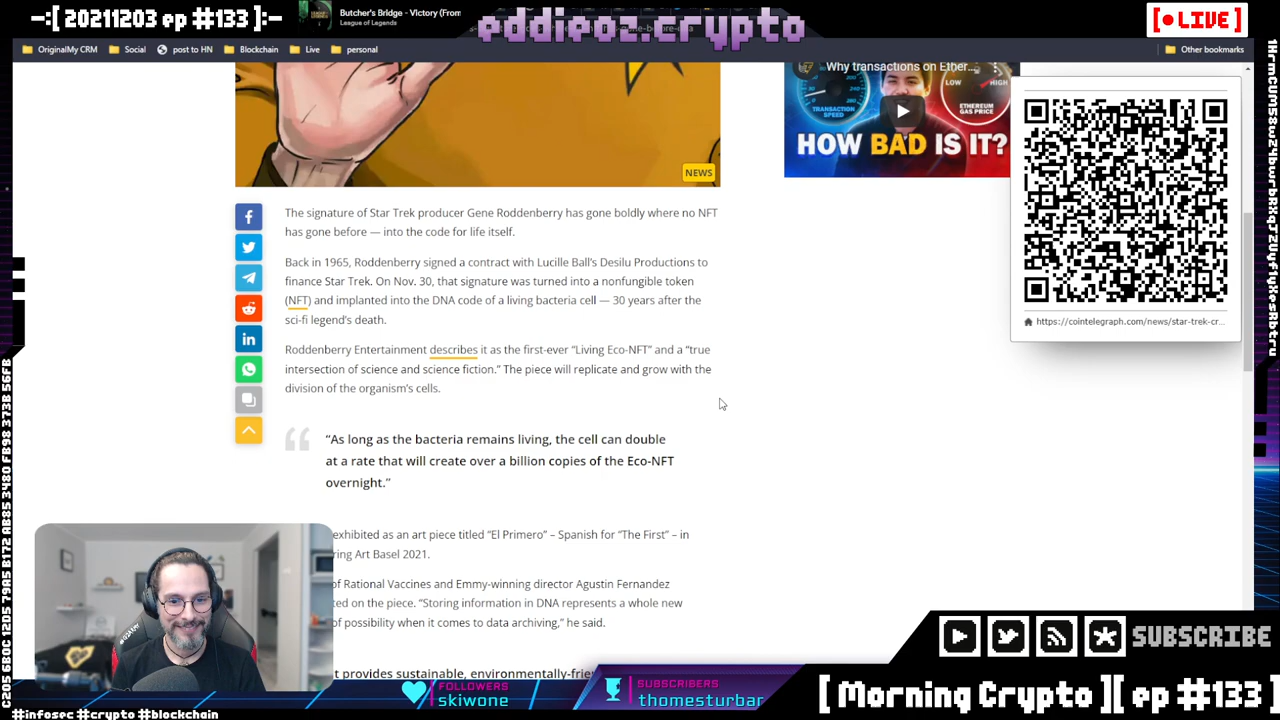 -:[ 20211203 ep #133 ]:-
Butcher's Bridge - Victory (From
League of Legends
eddieoz.crypto
[ LIVE ]
OriginalMy CRM
Social
post to HN
Blockchain
Live
personal
Other bookmarks
NEWS
Why transactions on Ether...
LOW
HIGH
TRANSACTION SPEED
ETHEREUM GAS PRICE
HOW BAD IS IT?
https://cointelegraph.com/news/star-trek-cr...
The signature of Star Trek producer Gene Roddenberry has gone boldly where no NFT
has gone before — into the code for life itself.
Back in 1965, Roddenberry signed a contract with Lucille Ball's Desilu Productions to
finance Star Trek. On Nov. 30, that signature was turned into a nonfungible token
(NFT) and implanted into the DNA code of a living bacteria cell — 30 years after the
sci-fi legend's death.
Roddenberry Entertainment describes it as the first-ever "Living Eco-NFT" and a "true
intersection of science and science fiction." The piece will replicate and grow with the
division of the organism's cells.
"As long as the bacteria remains living, the cell can double
at a rate that will create over a billion copies of the Eco-NFT
overnight."
exhibited as an art piece titled "El Primero" – Spanish for "The First" – in
ring Art Basel 2021.
of Rational Vaccines and Emmy-winning director Agustin Fernandez
ted on the piece. "Storing information in DNA represents a whole new
of possibility when it comes to data archiving," he said.
t provides sustainable, environmentally-frie
FOLLOWERS
skiwone
SUBSCRIBERS
thomesturbar
SUBSCRIBE
[ Morning Crypto ][ ep #133 ]
#infosec #crypto #blockchain